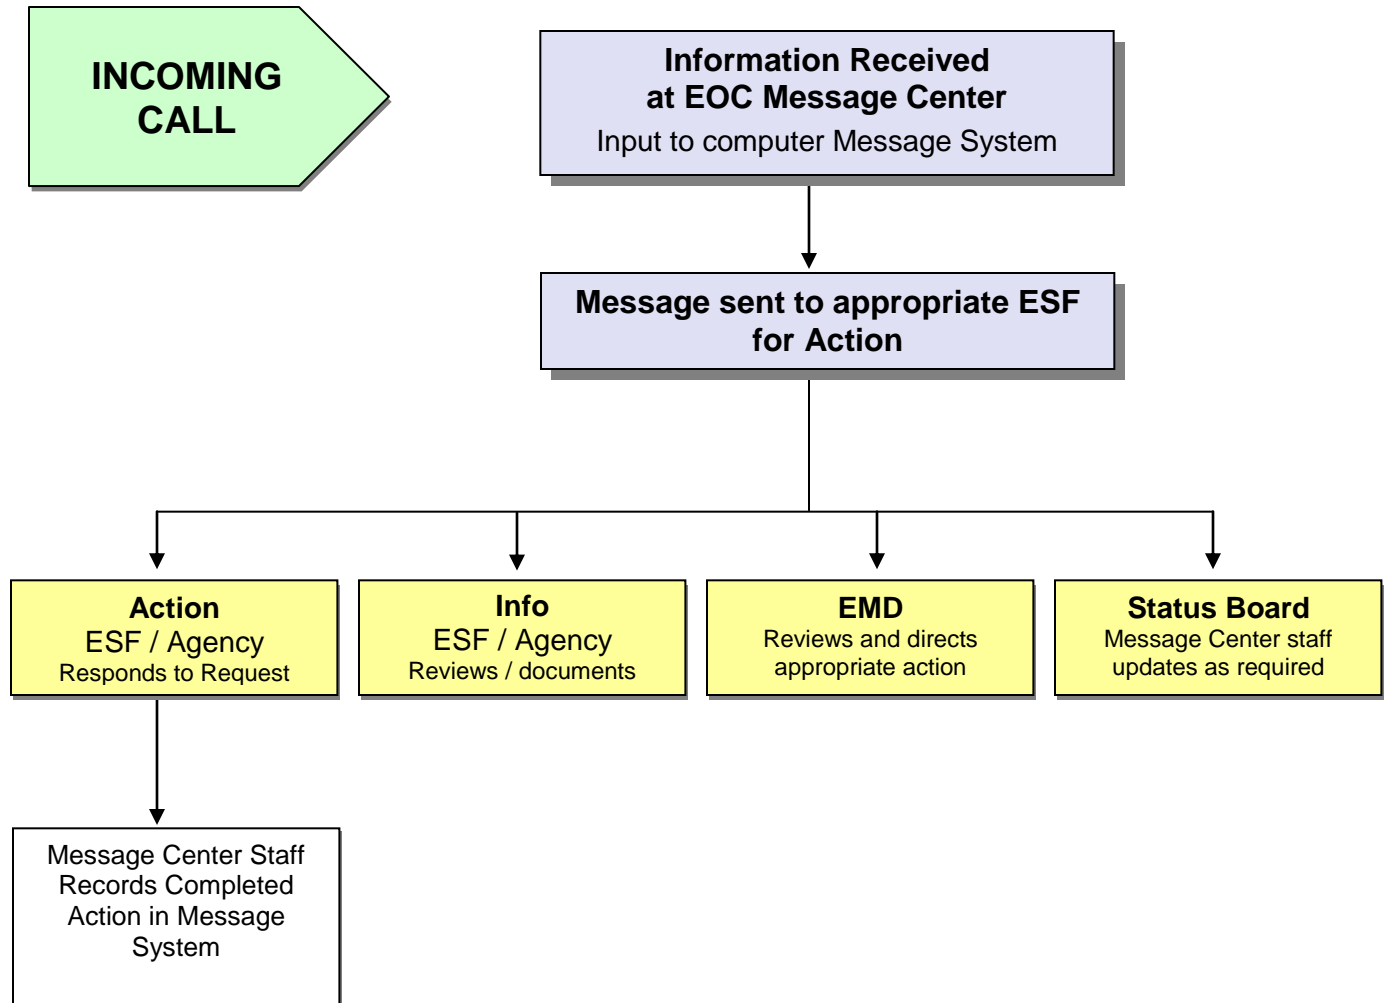 INCOMING
CALL
Information Received
at EOC Message Center
Input to computer Message System
Message sent to appropriate ESF
for Action
Action
ESF / Agency
Responds to Request
Info
ESF / Agency
Reviews / documents
EMD
Reviews and directs
appropriate action
Status Board
Message Center staff
updates as required
Message Center Staff
Records Completed
Action in Message
System